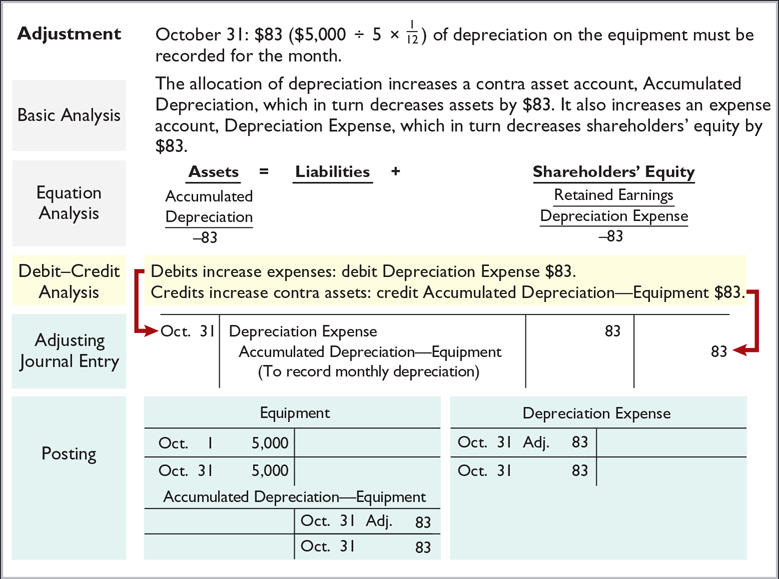 Adjustment
October 31: $83 ($5,000 ÷ 5 × 1/12) of depreciation on the equipment must be
recorded for the month.
Basic Analysis
The allocation of depreciation increases a contra asset account, Accumulated
Depreciation, which in turn decreases assets by $83. It also increases an expense
account, Depreciation Expense, which in turn decreases shareholders’ equity by
$83.
Equation
Analysis
Assets = Liabilities + Shareholders’ Equity
Accumulated Retained Earnings
Depreciation Depreciation Expense
–83 –83
Debit–Credit
Analysis
Debits increase expenses: debit Depreciation Expense $83.
Credits increase contra assets: credit Accumulated Depreciation—Equipment $83.
Adjusting
Journal Entry
Oct. 31 Depreciation Expense 83
Accumulated Depreciation—Equipment 83
(To record monthly depreciation)
Posting
Equipment
Oct. 1 5,000
Oct. 31 5,000
Accumulated Depreciation—Equipment
Oct. 31 Adj. 83
Oct. 31 83
Depreciation Expense
Oct. 31 Adj. 83
Oct. 31 83